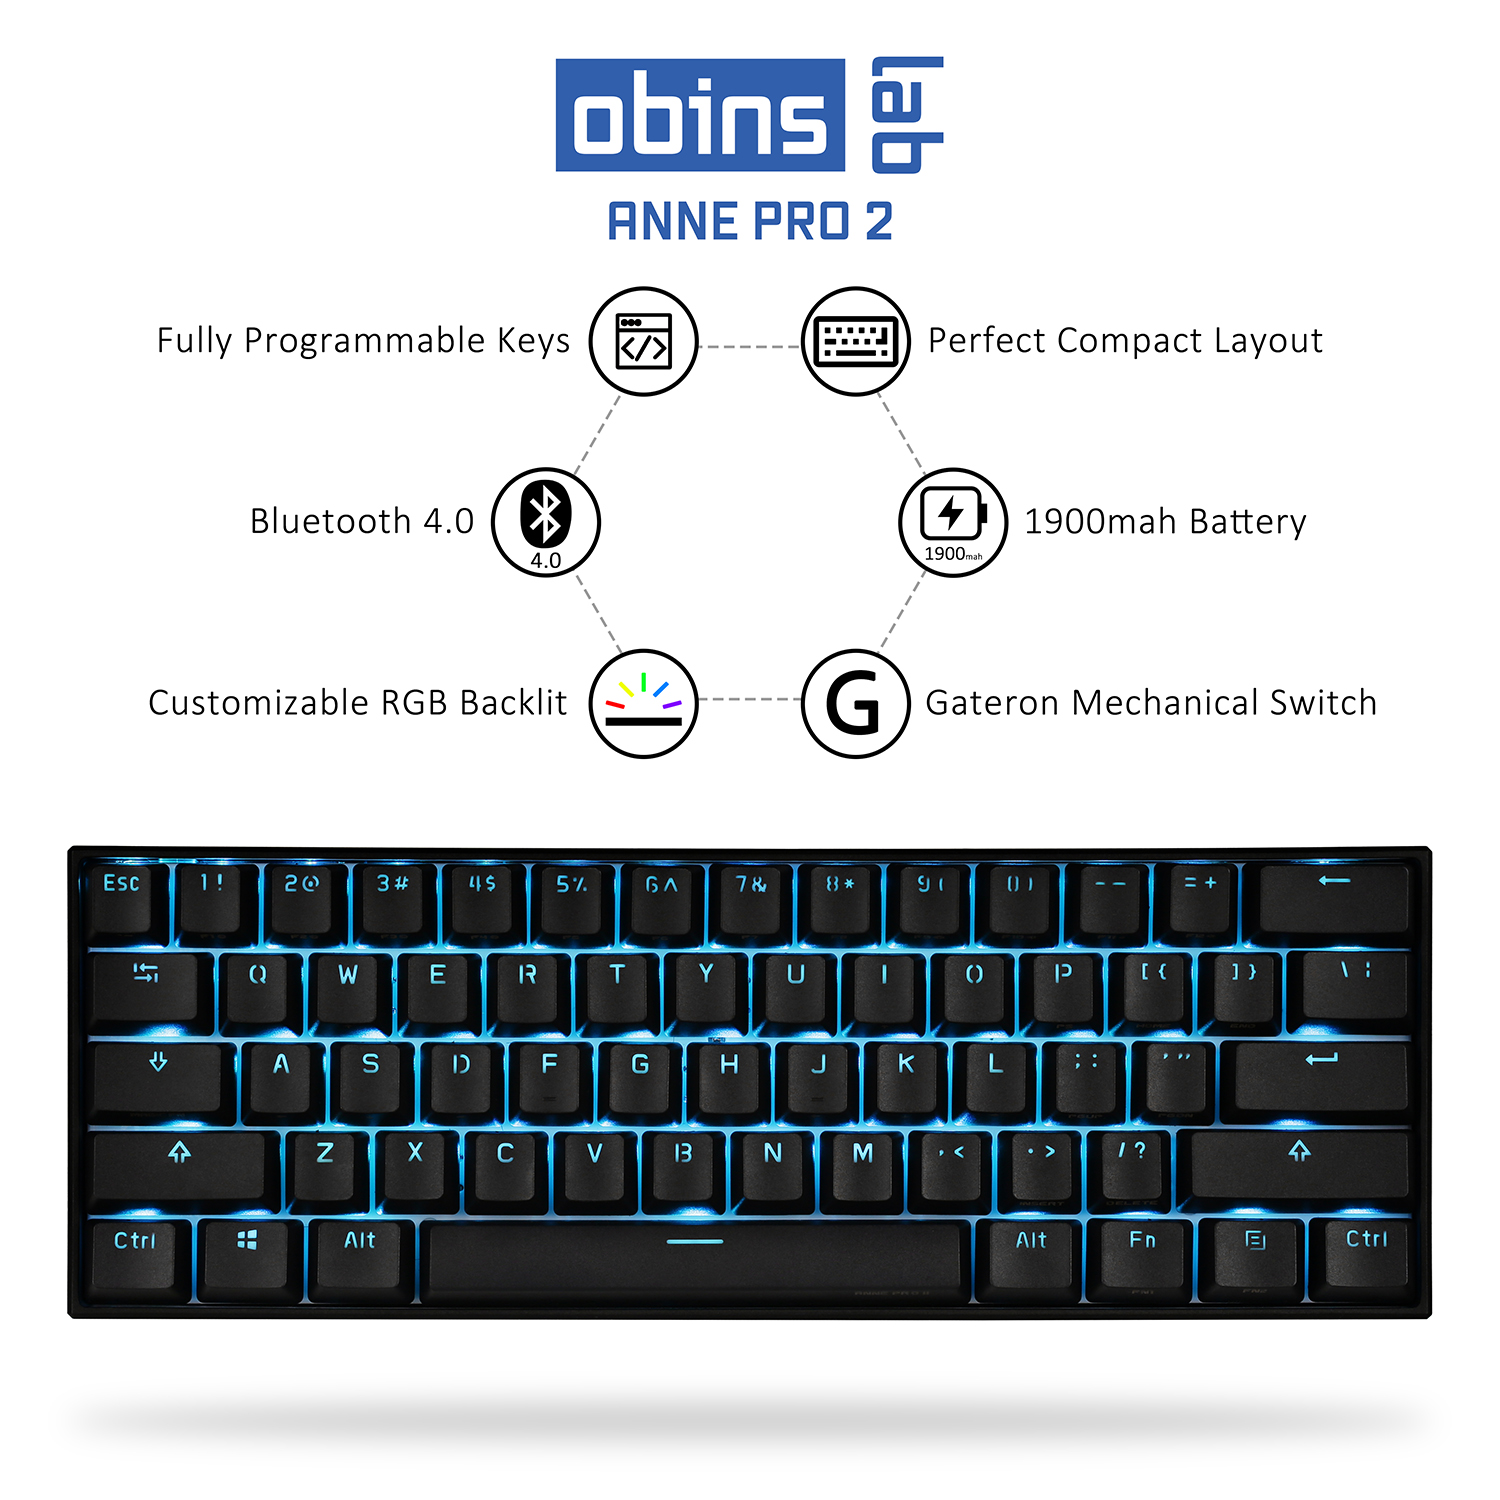 obins lab
ANNE PRO 2
Fully Programmable Keys
Perfect Compact Layout
Bluetooth 4.0
4.0
1900mah
1900mah Battery
Customizable RGB Backlit
G
Gateron Mechanical Switch
Esc 1! 2@ 3# 4$ 5% 6^ 7& 8* 9( 0) -- =+
Q W E R T Y U I O P [{ ]} \¦
A S D F G H J K L ;: '"
Z X C V B N M ,< .> /?
Ctrl Alt Alt Fn Ctrl